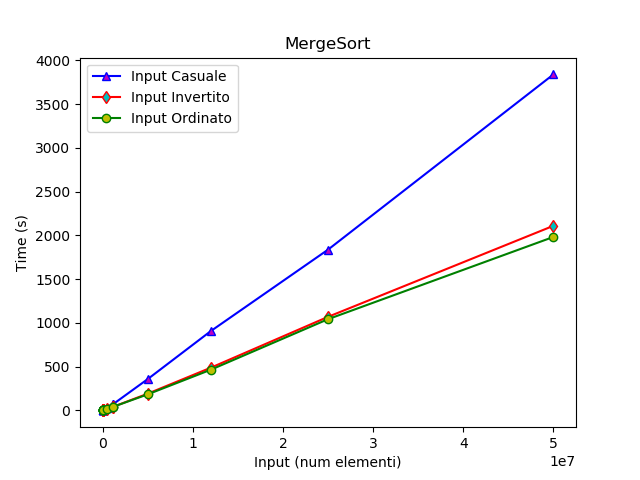 MergeSort
Input Casuale
Input Invertito
Input Ordinato
4000
3500
3000
2500
2000
1500
1000
500
0
Time (s)
0 1 2 3 4 5
1e7
Input (num elementi)